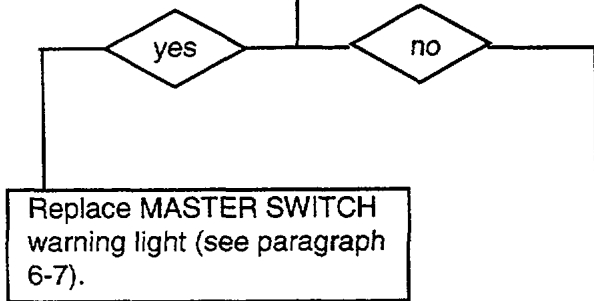 yes
no
Replace MASTER SWITCH
warning light (see paragraph
6-7).